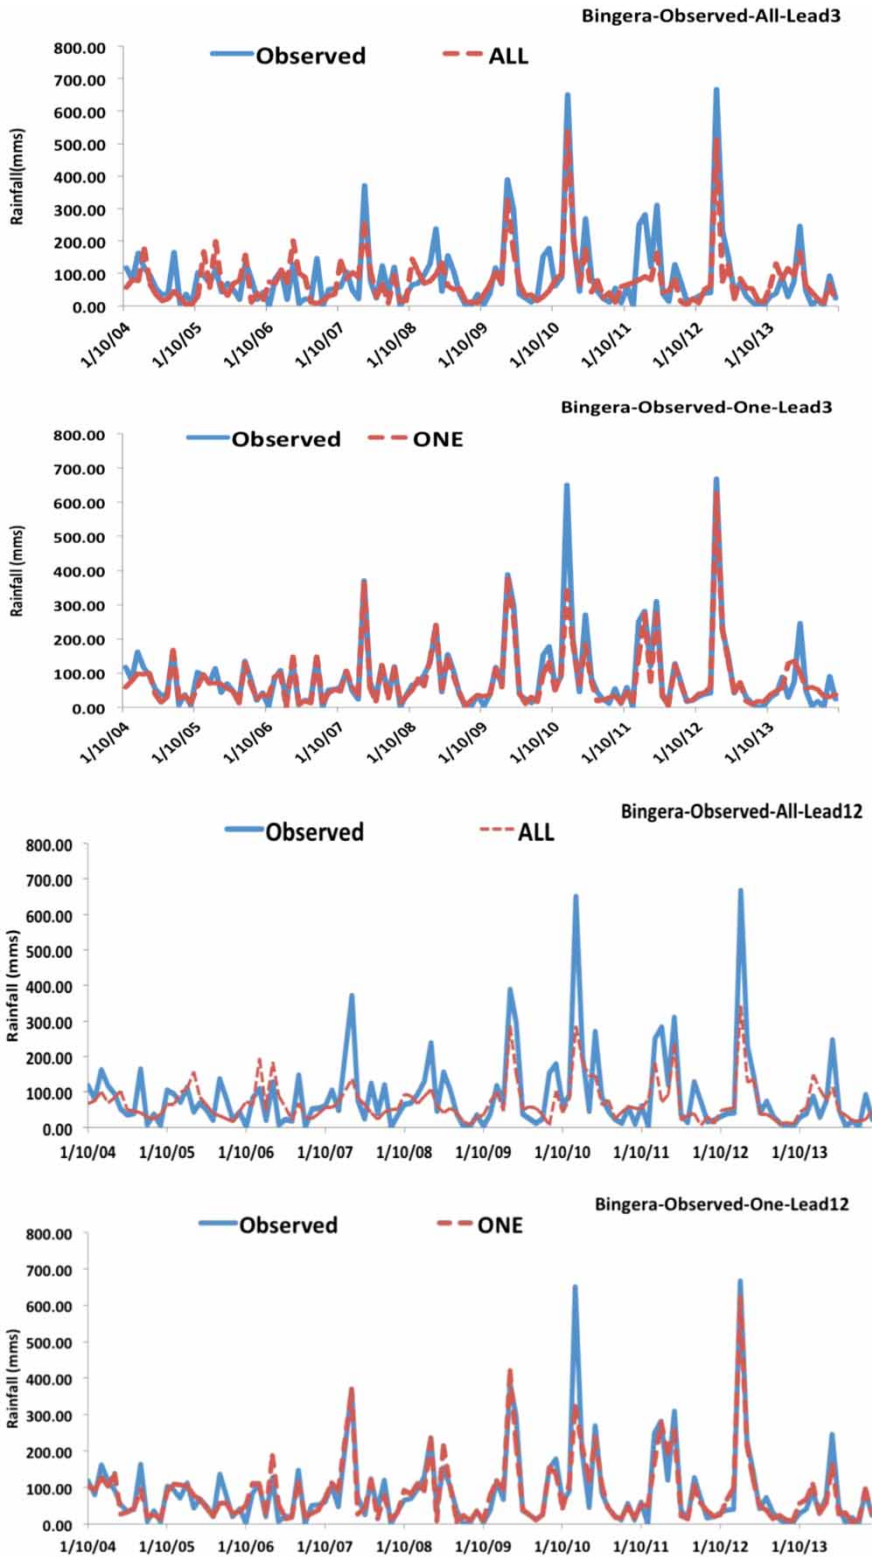 Bingera-Observed-All-Lead3
Observed ALL
Rainfall(mms)
800.00
700.00
600.00
500.00
400.00
300.00
200.00
100.00
0.00
1/10/04 1/10/05 1/10/06 1/10/07 1/10/08 1/10/09 1/10/10 1/10/11 1/10/12 1/10/13
Bingera-Observed-One-Lead3
Observed ONE
Rainfall (mms)
800.00
700.00
600.00
500.00
400.00
300.00
200.00
100.00
0.00
1/10/04 1/10/05 1/10/06 1/10/07 1/10/08 1/10/09 1/10/10 1/10/11 1/10/12 1/10/13
Bingera-Observed-All-Lead12
Observed ALL
Rainfall (mms)
800.00
700.00
600.00
500.00
400.00
300.00
200.00
100.00
0.00
1/10/04 1/10/05 1/10/06 1/10/07 1/10/08 1/10/09 1/10/10 1/10/11 1/10/12 1/10/13
Bingera-Observed-One-Lead12
Observed ONE
Rainfall (mms)
800.00
700.00
600.00
500.00
400.00
300.00
200.00
100.00
0.00
1/10/04 1/10/05 1/10/06 1/10/07 1/10/08 1/10/09 1/10/10 1/10/11 1/10/12 1/10/13